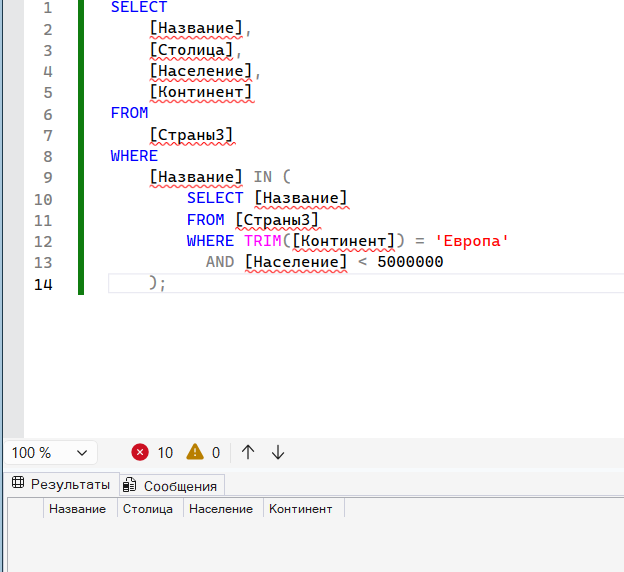 1 SELECT
2 [Название],
3 [Столица],
4 [Население],
5 [Континент]
6 FROM
7 [Страны3]
8 WHERE
9 [Название] IN (
10 SELECT [Название]
11 FROM [Страны3]
12 WHERE TRIM([Континент]) = 'Европа'
13 AND [Население] < 5000000
14 );
100 % 10 0
Результаты Сообщения
Название Столица Население Континент